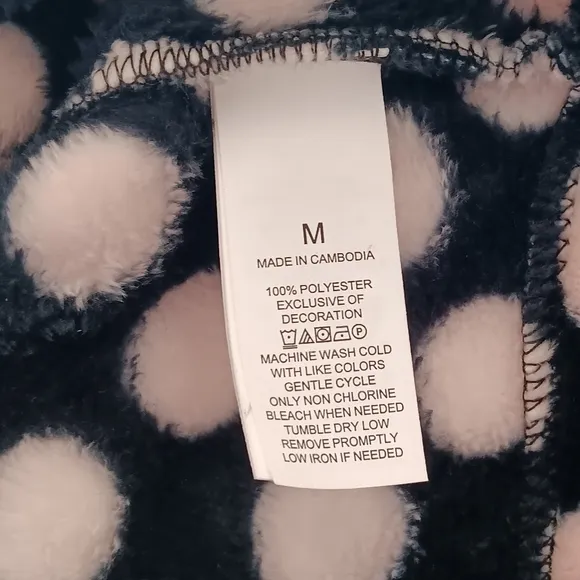 M
MADE IN CAMBODIA
100% POLYESTER
EXCLUSIVE OF
DECORATION
P
MACHINE WASH COLD
WITH LIKE COLORS
GENTLE CYCLE
ONLY NON CHLORINE
BLEACH WHEN NEEDED
TUMBLE DRY LOW
REMOVE PROMPTLY
LOW IRON IF NEEDED